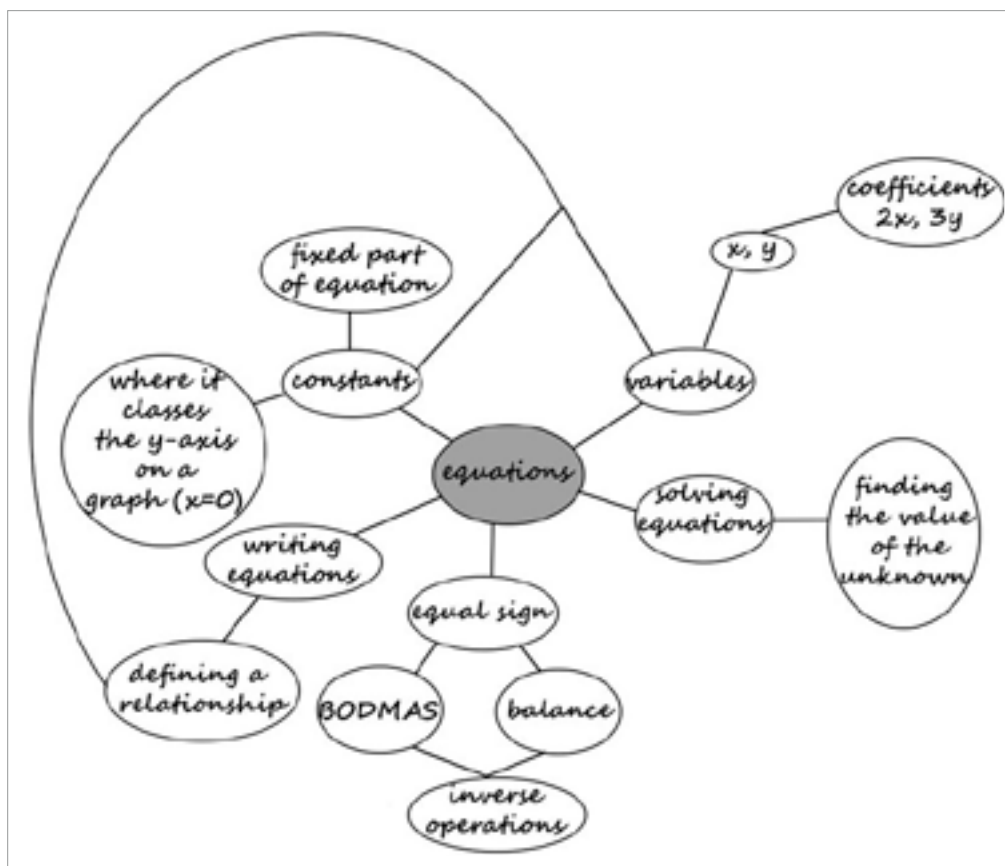 coefficients
2x, 3y
x, y
fixed part
of equation
constants
variables
where it
classes
the y-axis
on a
graph (x=0)
equations
solving
equations
finding
the value
of the
unknown
writing
equations
equal sign
defining a
relationship
BODMAS
balance
inverse
operations